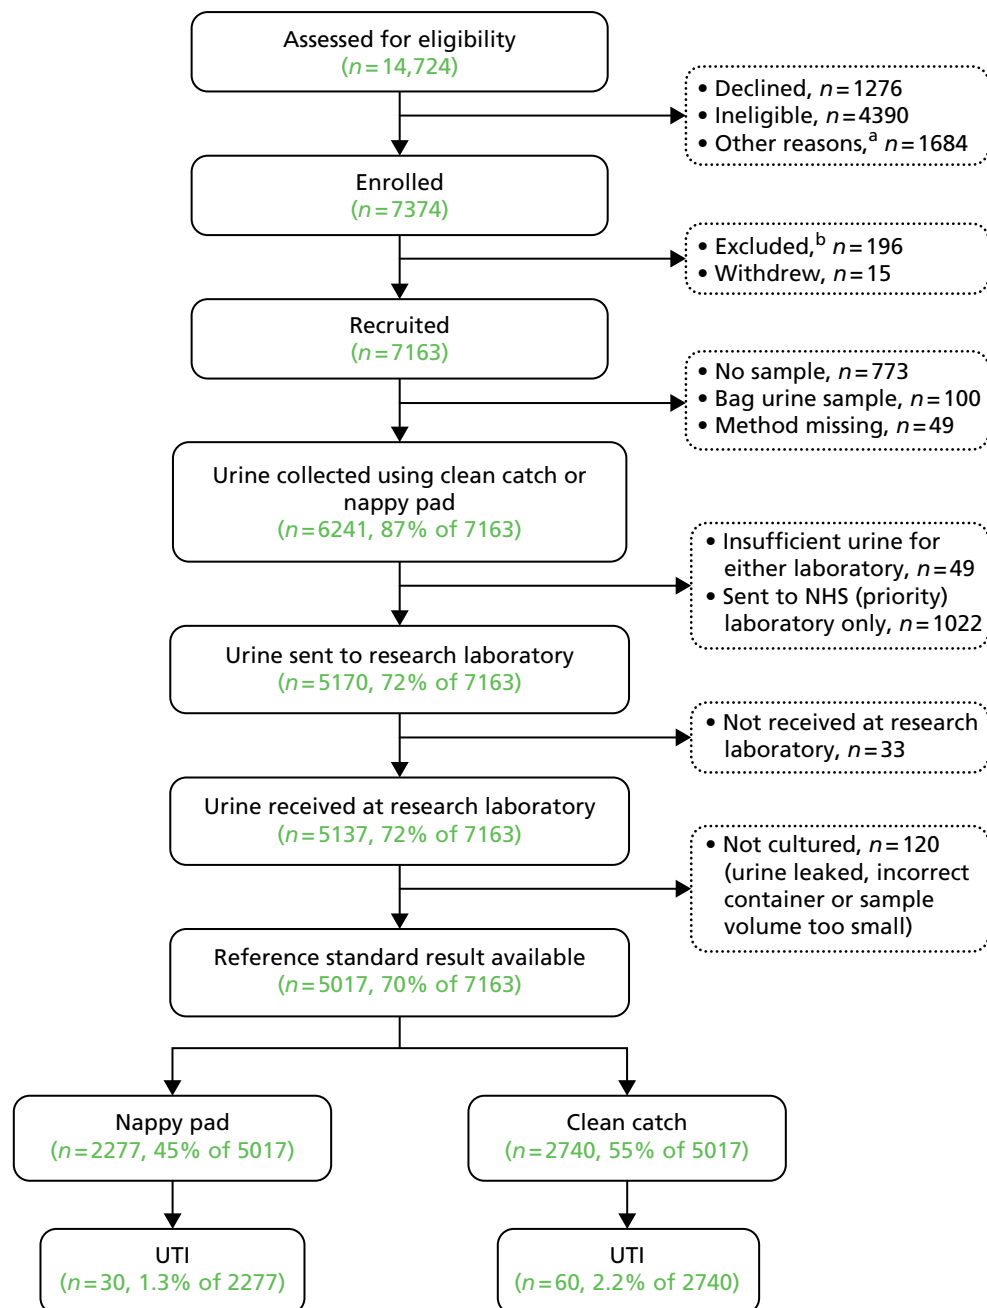 Assessed for eligibility
(n=14,724)
• Declined, n=1276
• Ineligible, n=4390
• Other reasons,a n=1684
Enrolled
(n=7374)
• Excluded,b n=196
• Withdrew, n=15
Recruited
(n=7163)
• No sample, n=773
• Bag urine sample, n=100
• Method missing, n=49
Urine collected using clean catch or
nappy pad
(n=6241, 87% of 7163)
• Insufficient urine for
either laboratory, n=49
• Sent to NHS (priority)
laboratory only, n=1022
Urine sent to research laboratory
(n=5170, 72% of 7163)
• Not received at research
laboratory, n=33
Urine received at research laboratory
(n=5137, 72% of 7163)
• Not cultured, n=120
(urine leaked, incorrect
container or sample
volume too small)
Reference standard result available
(n=5017, 70% of 7163)
Nappy pad
(n=2277, 45% of 5017)
Clean catch
(n=2740, 55% of 5017)
UTI
(n=30, 1.3% of 2277)
UTI
(n=60, 2.2% of 2740)